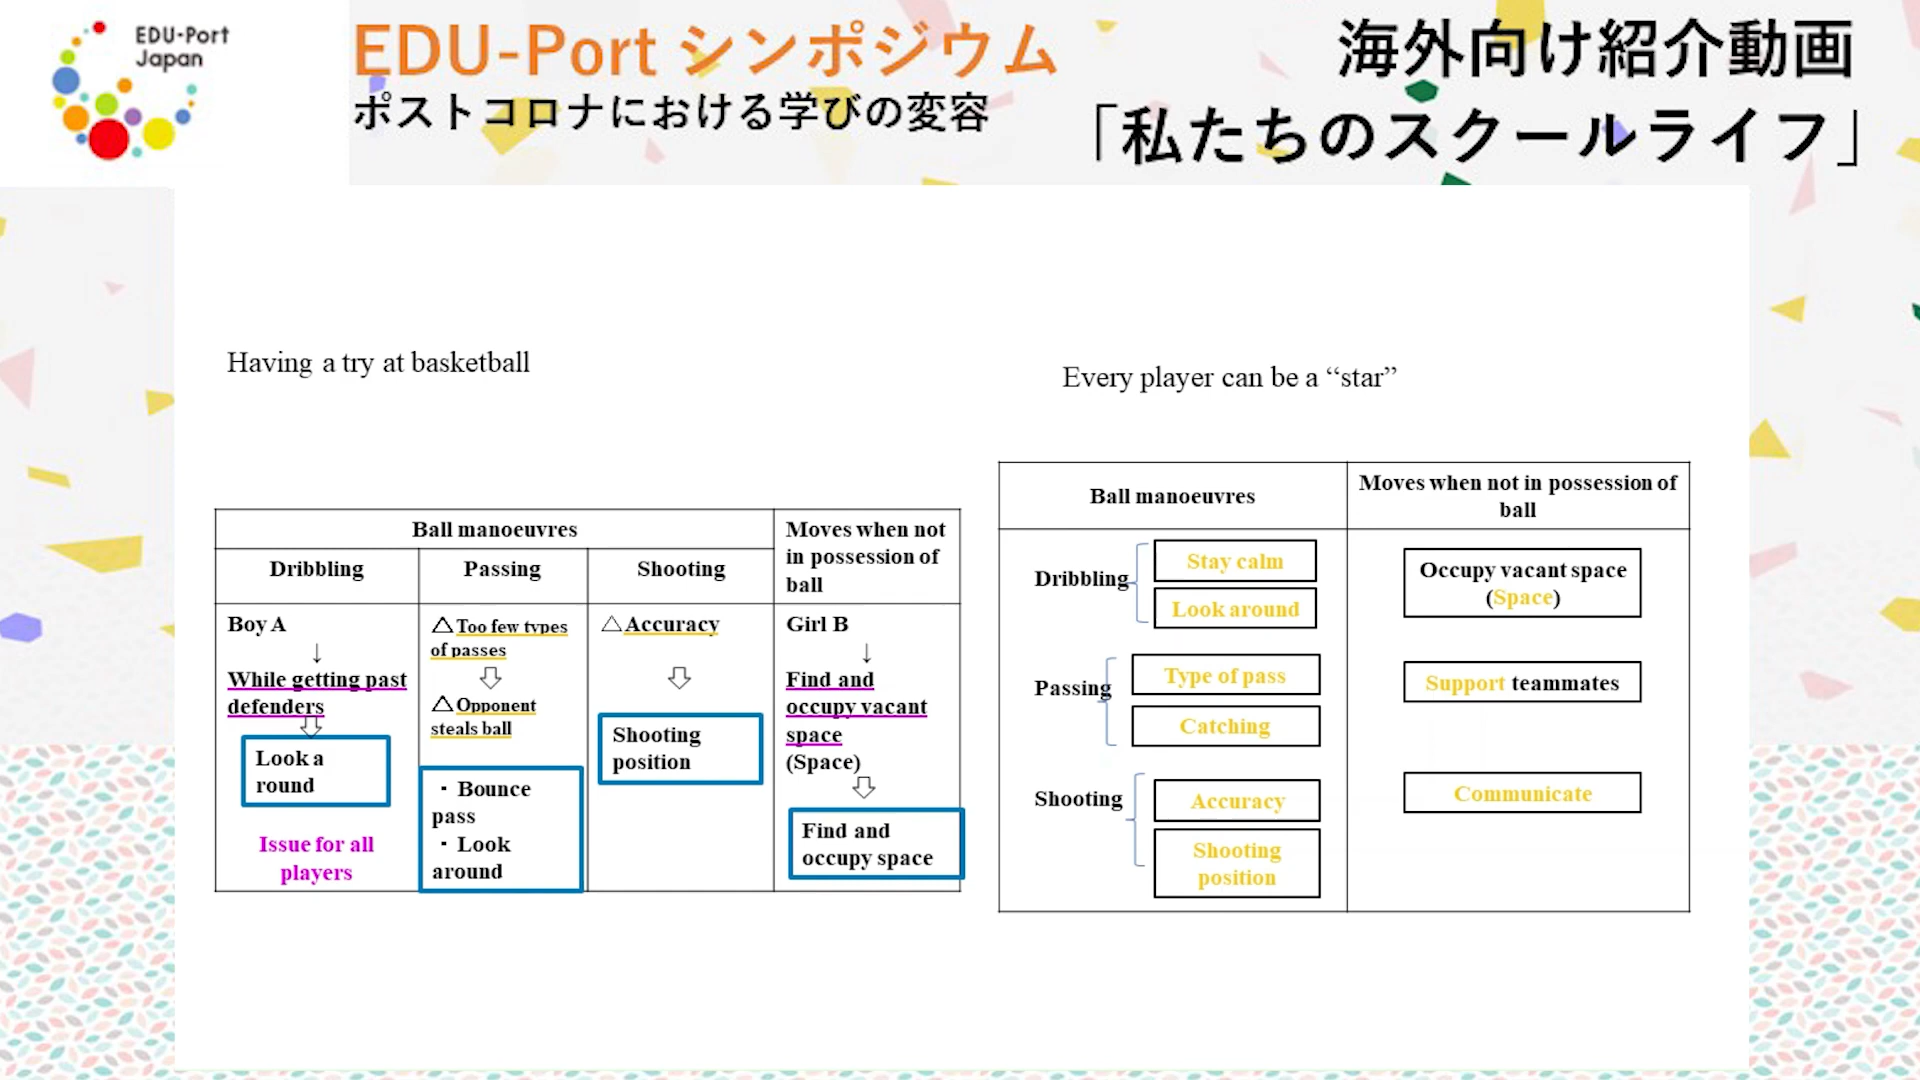 EDU-Port
Japan
EDU-Port シンポジウム
ポストコロナにおける学びの変容
海外向け紹介動画
「私たちのスクールライフ」
Having a try at basketball
Ball manoeuvres
Moves when not
in possession of
ball
Dribbling
Passing
Shooting
Boy A
↓
While getting past
defenders
Look a
round
Issue for all
players
△Too few types
of passes
△Opponent
steals ball
・Bounce
pass
・Look
around
△Accuracy
Shooting
position
Girl B
↓
Find and
occupy vacant
space
(Space)
Find and
occupy space
Every player can be a “star”
Ball manoeuvres
Moves when not in possession of
ball
Dribbling
Stay calm
Look around
Passing
Type of pass
Catching
Shooting
Accuracy
Shooting
position
Occupy vacant space
(Space)
Support teammates
Communicate